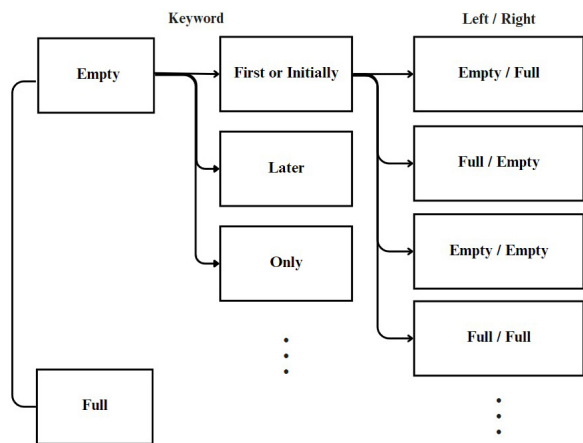 Keyword
Left / Right
Empty
First or Initially
Empty / Full
Later
Full / Empty
Only
Empty / Empty
Full / Full
Full